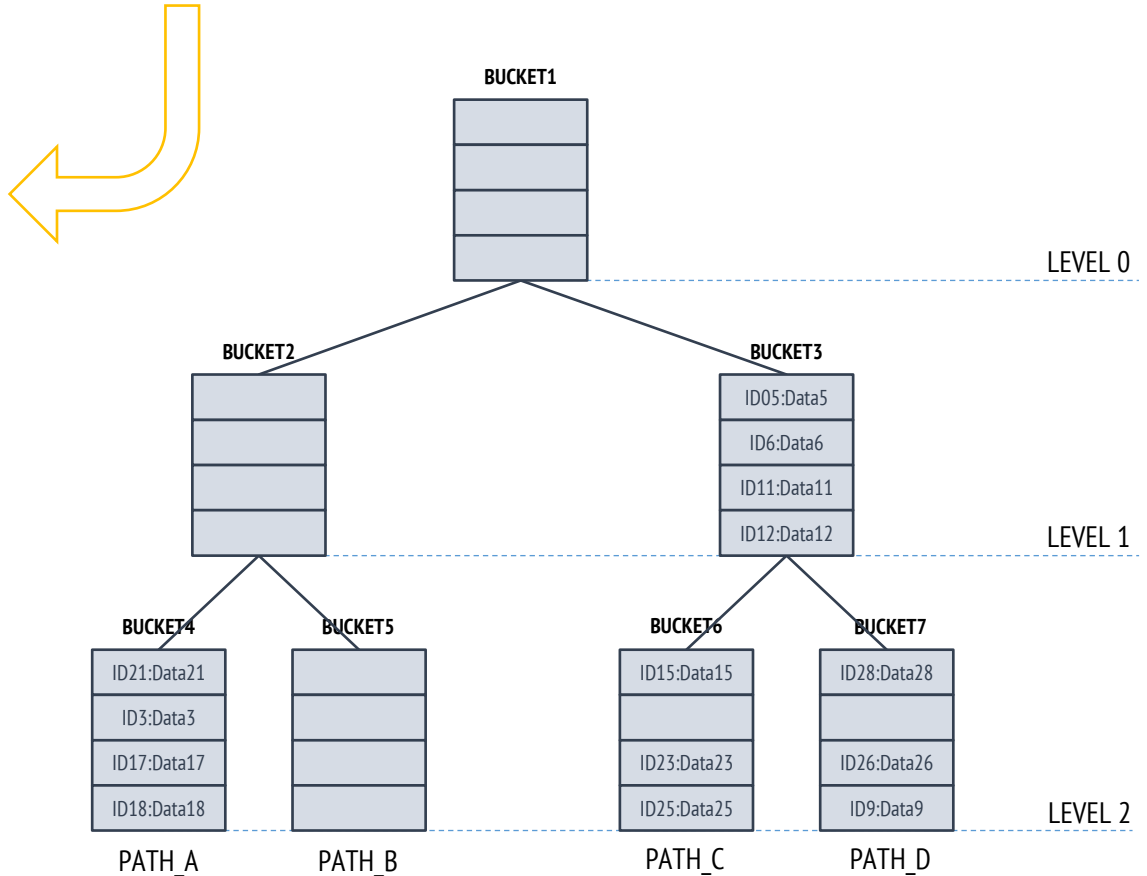 BUCKET1
LEVEL 0
BUCKET2
BUCKET3
ID05:Data5
ID6:Data6
ID11:Data11
ID12:Data12
LEVEL 1
BUCKET4
BUCKET5
BUCKET6
BUCKET7
ID21:Data21
ID3:Data3
ID17:Data17
ID18:Data18
ID15:Data15
ID23:Data23
ID25:Data25
ID28:Data28
ID26:Data26
ID9:Data9
LEVEL 2
PATH_A
PATH_B
PATH_C
PATH_D